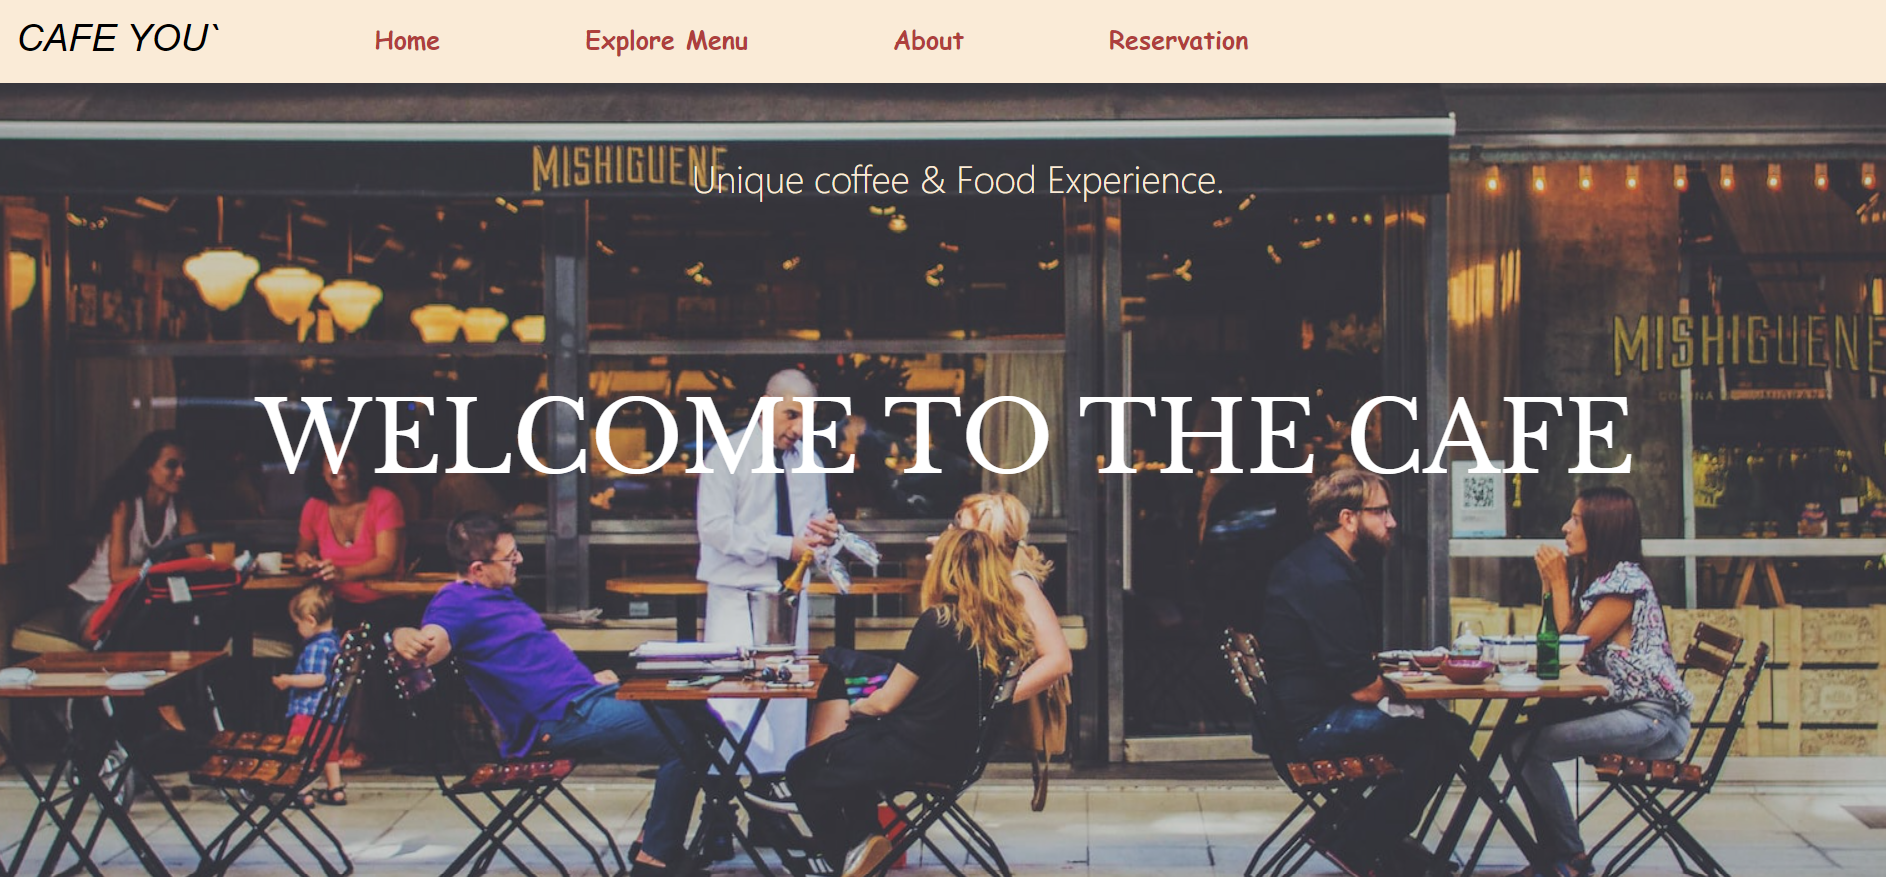 CAFE YOU`
Home
Explore Menu
About
Reservation
MISHIGUENE
Unique coffee & Food Experience.
MISHIGUENE
WELCOME TO THE CAFE